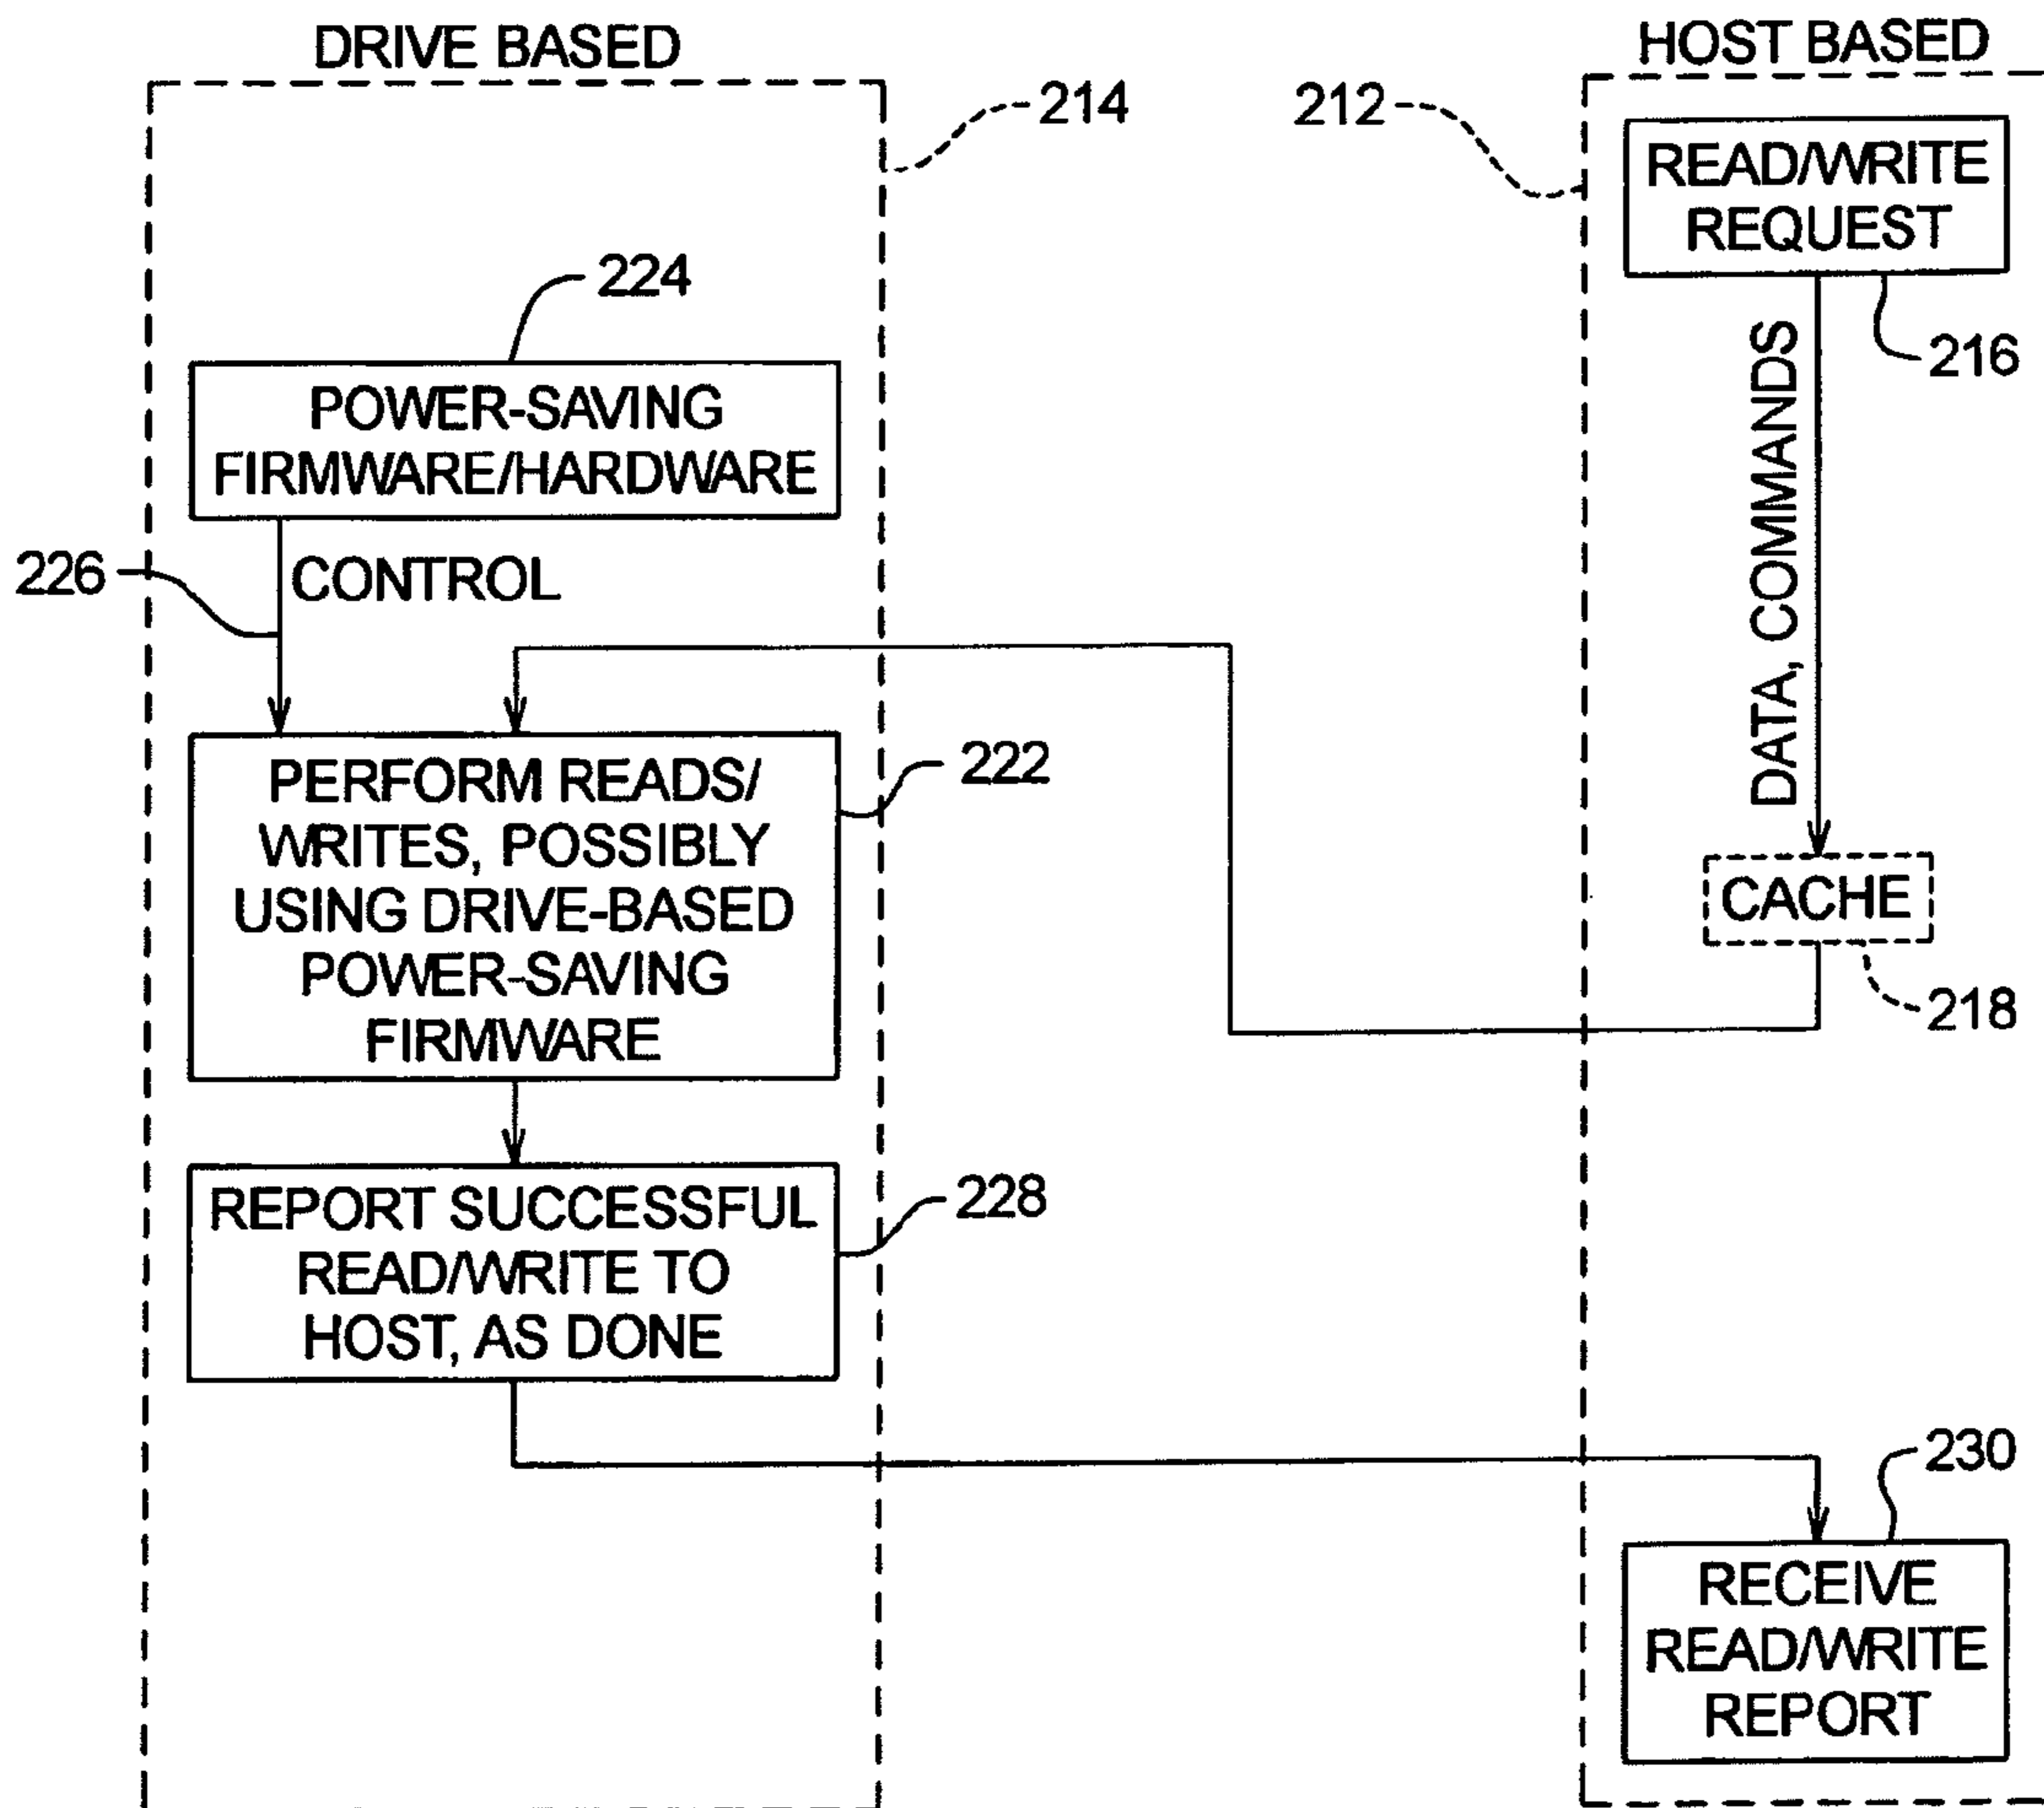 DRIVE BASED
214
224
POWER-SAVING
FIRMWARE/HARDWARE
226
CONTROL
PERFORM READS/
WRITES, POSSIBLY
USING DRIVE-BASED
POWER-SAVING
FIRMWARE
222
REPORT SUCCESSFUL
READ/WRITE TO
HOST, AS DONE
228
HOST BASED
212
READ/WRITE
REQUEST
216
DATA, COMMANDS
CACHE
218
230
RECEIVE
READ/WRITE
REPORT